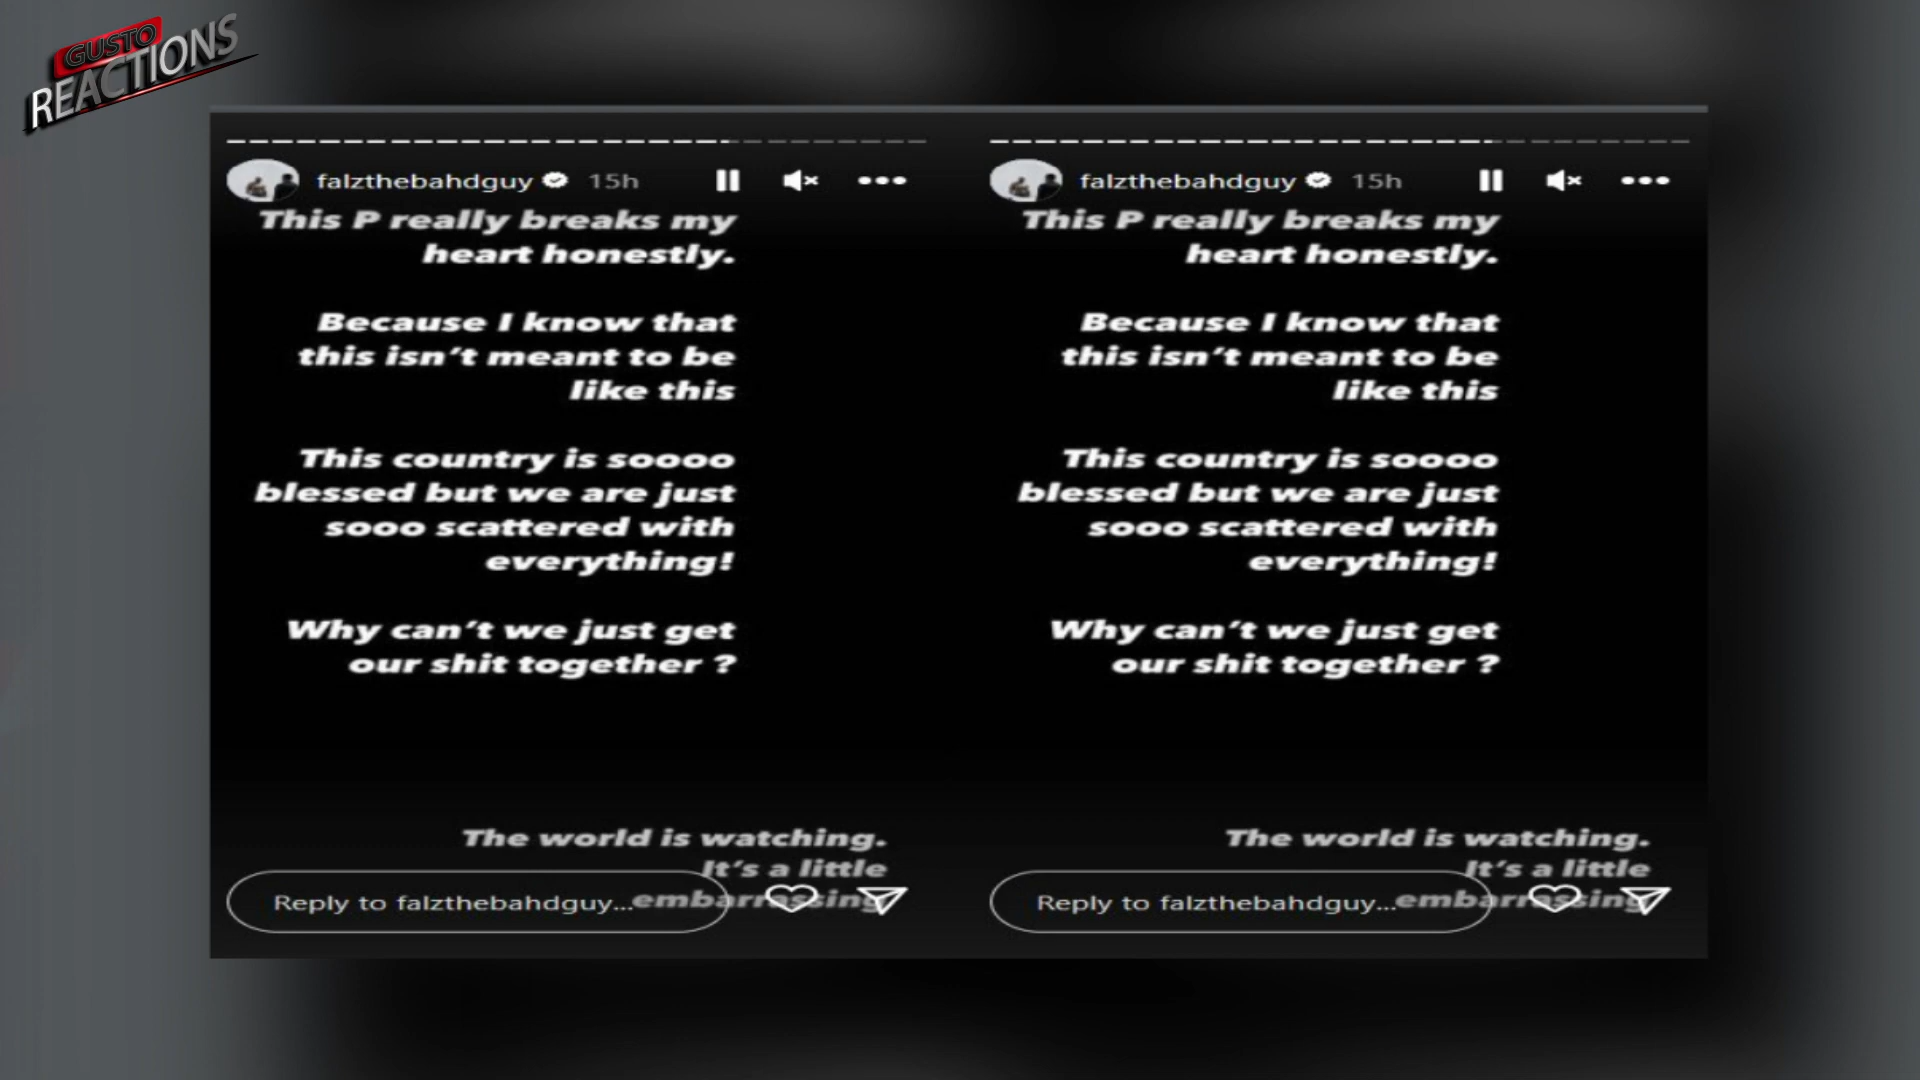 GUSTO
REACTIONS
falzthebahdguy 15h
This P really breaks my
heart honestly.
Because I know that
this isn't meant to be
like this
This country is soooo
blessed but we are just
sooo scattered with
everything!
Why can't we just get
our shit together ?
The world is watching.
It's a little
embarrassing
Reply to falzthebahdguy...
falzthebahdguy 15h
This P really breaks my
heart honestly.
Because I know that
this isn't meant to be
like this
This country is soooo
blessed but we are just
sooo scattered with
everything!
Why can't we just get
our shit together ?
The world is watching.
It's a little
embarrassing
Reply to falzthebahdguy...